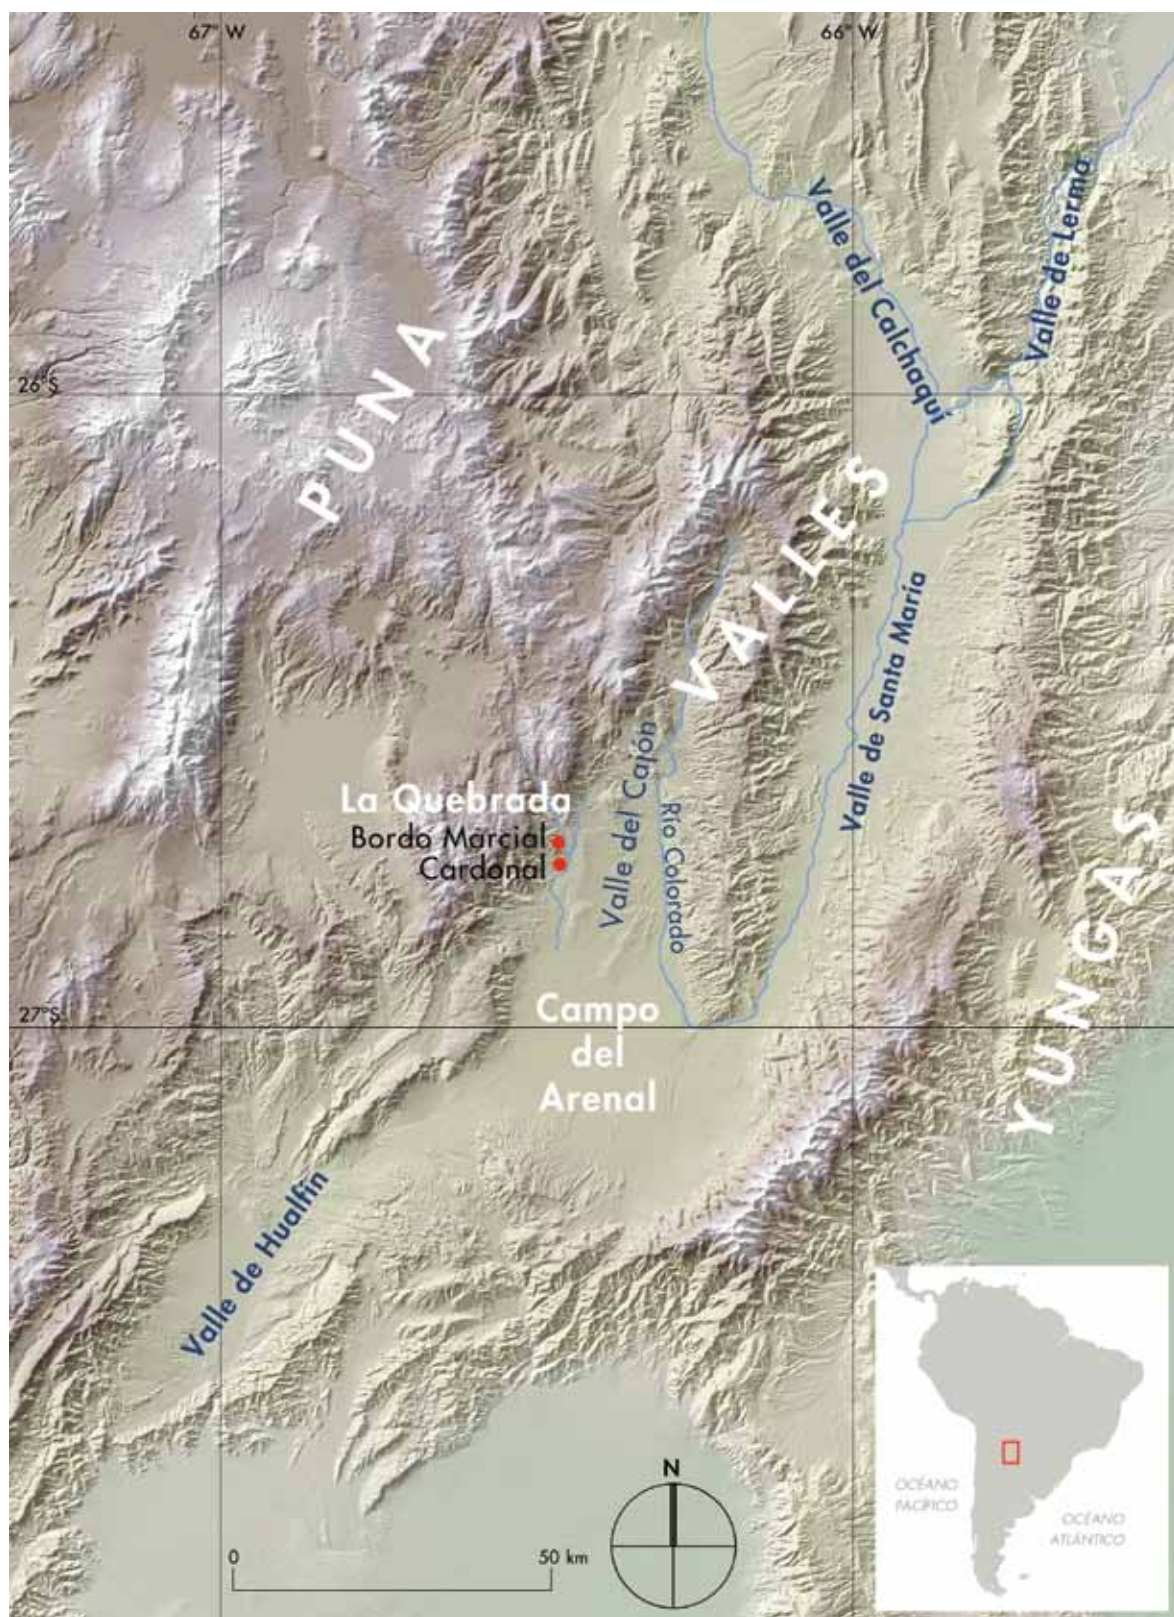 67° W
66° W
Valle de Lerma
Valle del Calchaquí
PUNA
26°S
VALLES
Valle de Santa María
Valle del Cajón
La Quebrada
Bordo Marcial
Cardonal
Río Colorado
YUNGAS
Campo
del
Arenal
27°S
Valle de Hualfín
N
0
50 km
OCÉANO
PACÍFICO
OCÉANO
ATLÁNTICO